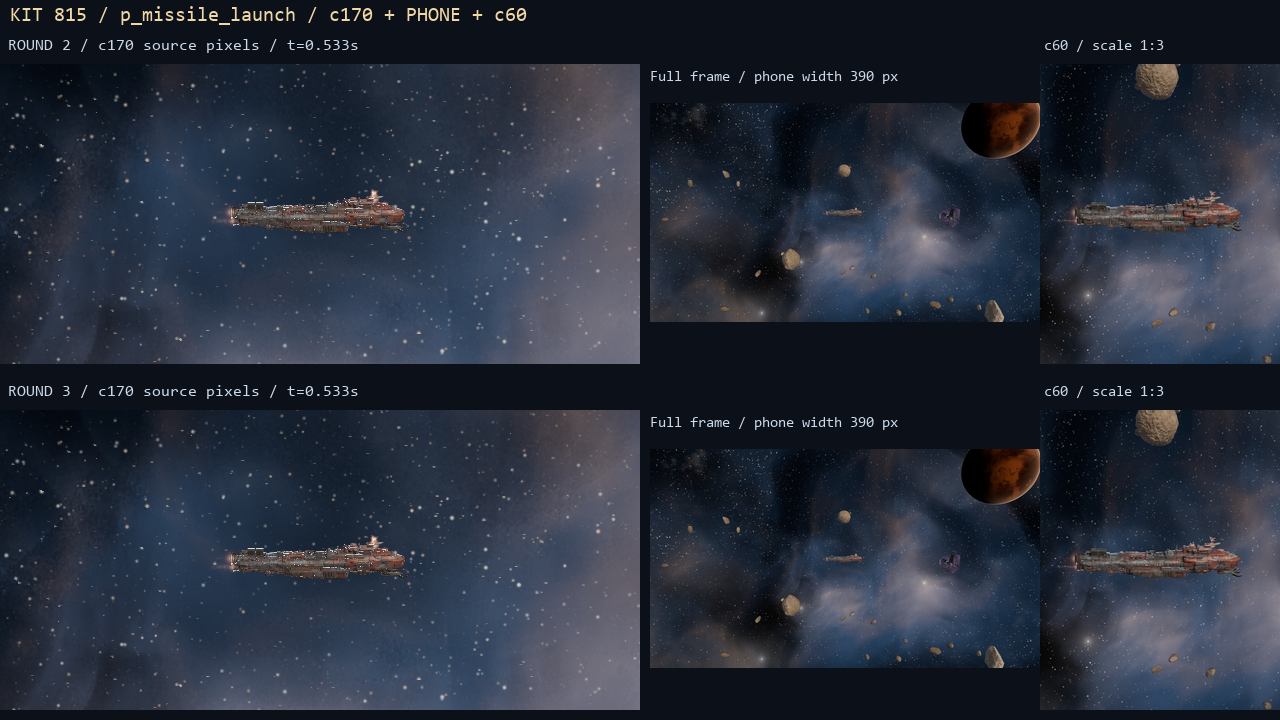 KIT 815 / p_missile_launch / c170 + PHONE + c60
ROUND 2 / c170 source pixels / t=0.533s
c60 / scale 1:3
Full frame / phone width 390 px
ROUND 3 / c170 source pixels / t=0.533s
c60 / scale 1:3
Full frame / phone width 390 px